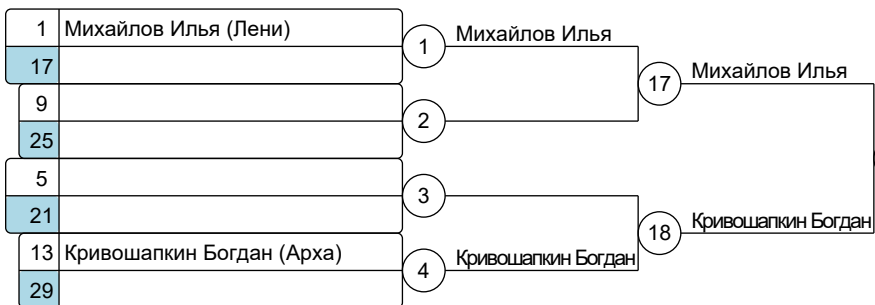 1 Михайлов Илья (Лени)
17
1 Михайлов Илья
9
25
2
17 Михайлов Илья
5
21
3
13 Кривошапкин Богдан (Арха)
29
4 Кривошапкин Богдан
18 Кривошапкин Богдан